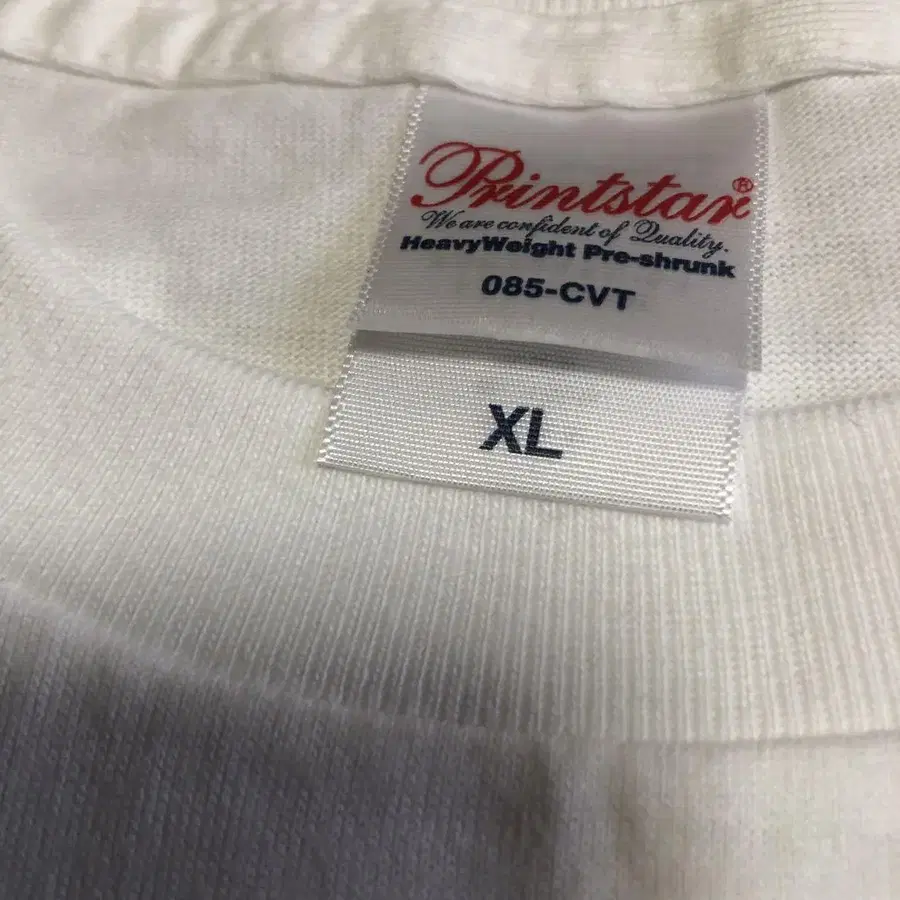 Printstar®
We are confident of Quality.
HeavyWeight Pre-shrunk
085-CVT
XL